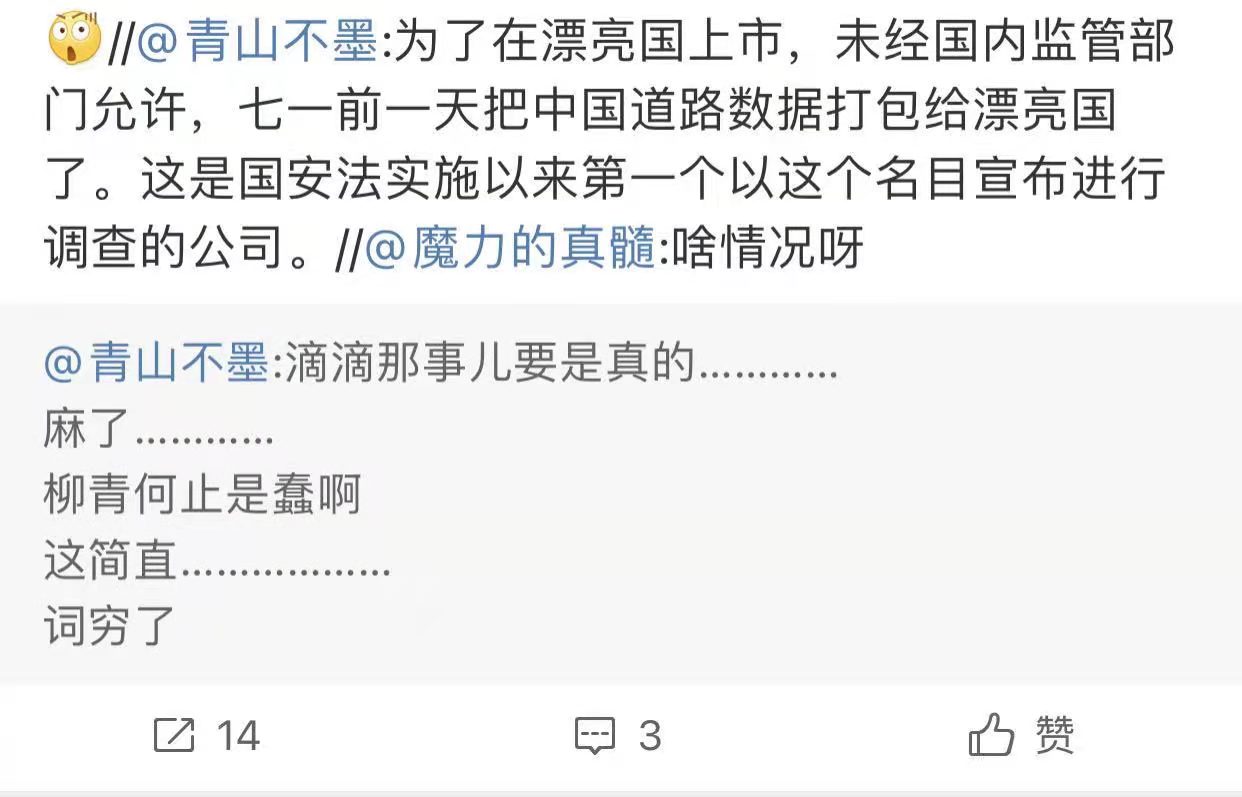 //@青山不墨:为了在漂亮国上市，未经国内监管部
门允许，七一前一天把中国道路数据打包给漂亮国
了。这是国安法实施以来第一个以这个名目宣布进行
调查的公司。//@魔力的真髓:啥情况呀
@青山不墨:滴滴那事儿要是真的…………
麻了…………
柳青何止是蠢啊
这简直………………
词穷了
14 3 赞